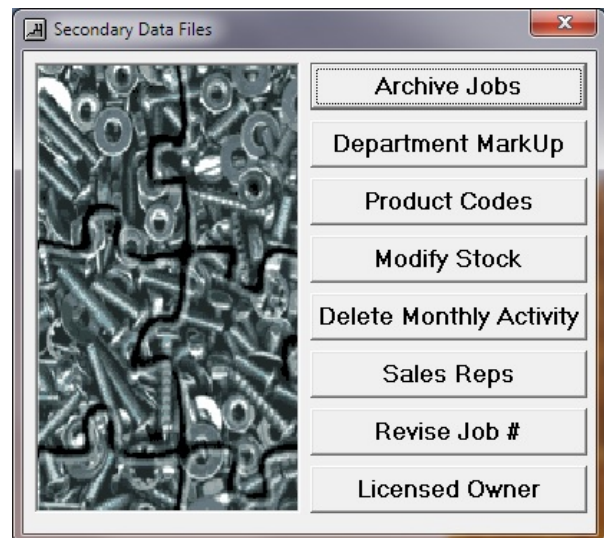 Secondary Data Files
Archive Jobs
Department MarkUp
Product Codes
Modify Stock
Delete Monthly Activity
Sales Reps
Revise Job #
Licensed Owner